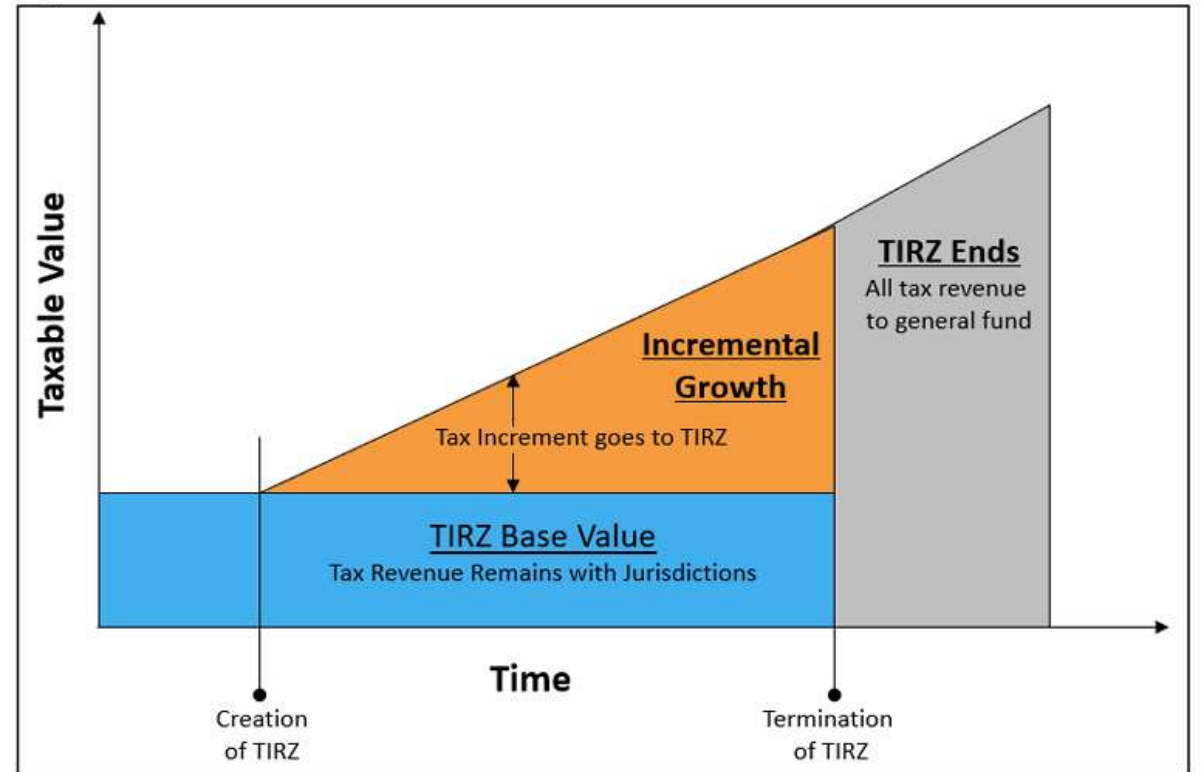 Taxable Value
TIRZ Ends
All tax revenue
to general fund
Incremental
Growth
Tax Increment goes to TIRZ
TIRZ Base Value
Tax Revenue Remains with Jurisdictions
Time
Creation
of TIRZ
Termination
of TIRZ